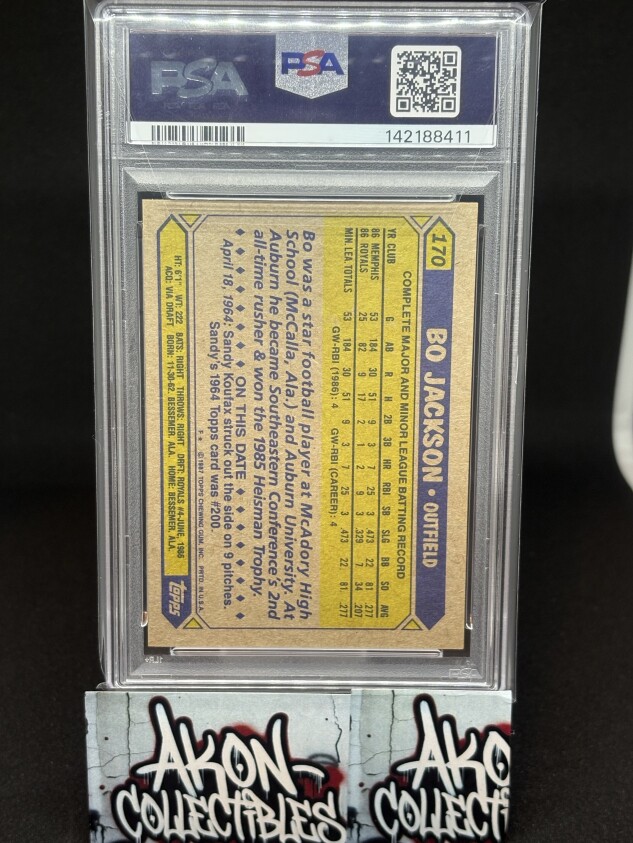 PSA
PSA
142188411
170
BO JACKSON • OUTFIELD
COMPLETE MAJOR AND MINOR LEAGUE BATTING RECORD
YR CLUB G AB R H 2B 3B HR RBI SB SLG BB SO AVG
86 MEMPHIS 53 184 30 51 9 3 7 25 3 .473 22 81 .277
86 ROYALS 25 82 9 17 2 1 2 9 3 .329 7 34 .207
MIN. LEA. TOTALS 53 184 30 51 9 3 7 25 3 .473 22 81 .277
GW-RBI (1986): 4 GW-RBI (CAREER): 4
Bo was a star football player at McAdory High
School (McCalla, Ala.) and Auburn University. At
Auburn he became Southeastern Conference's 2nd
all-time rusher & won the 1985 Heisman Trophy.
ON THIS DATE
April 18, 1964: Sandy Koufax struck out the side on 9 pitches.
Sandy's 1964 Topps card was #200.
©1987 TOPPS CHEWING GUM, INC. PRTD. IN U.S.A.
HT: 6'1" WT: 222 BATS: RIGHT THROWS: RIGHT DRFT: ROYALS #4-JUNE, 1986
ACQ: VIA DRAFT BORN: 11-30-62, BESSEMER, ALA. HOME: BESSEMER, ALA.
topps
AKON
COLLECTIBLES
AKO
COLLECTI